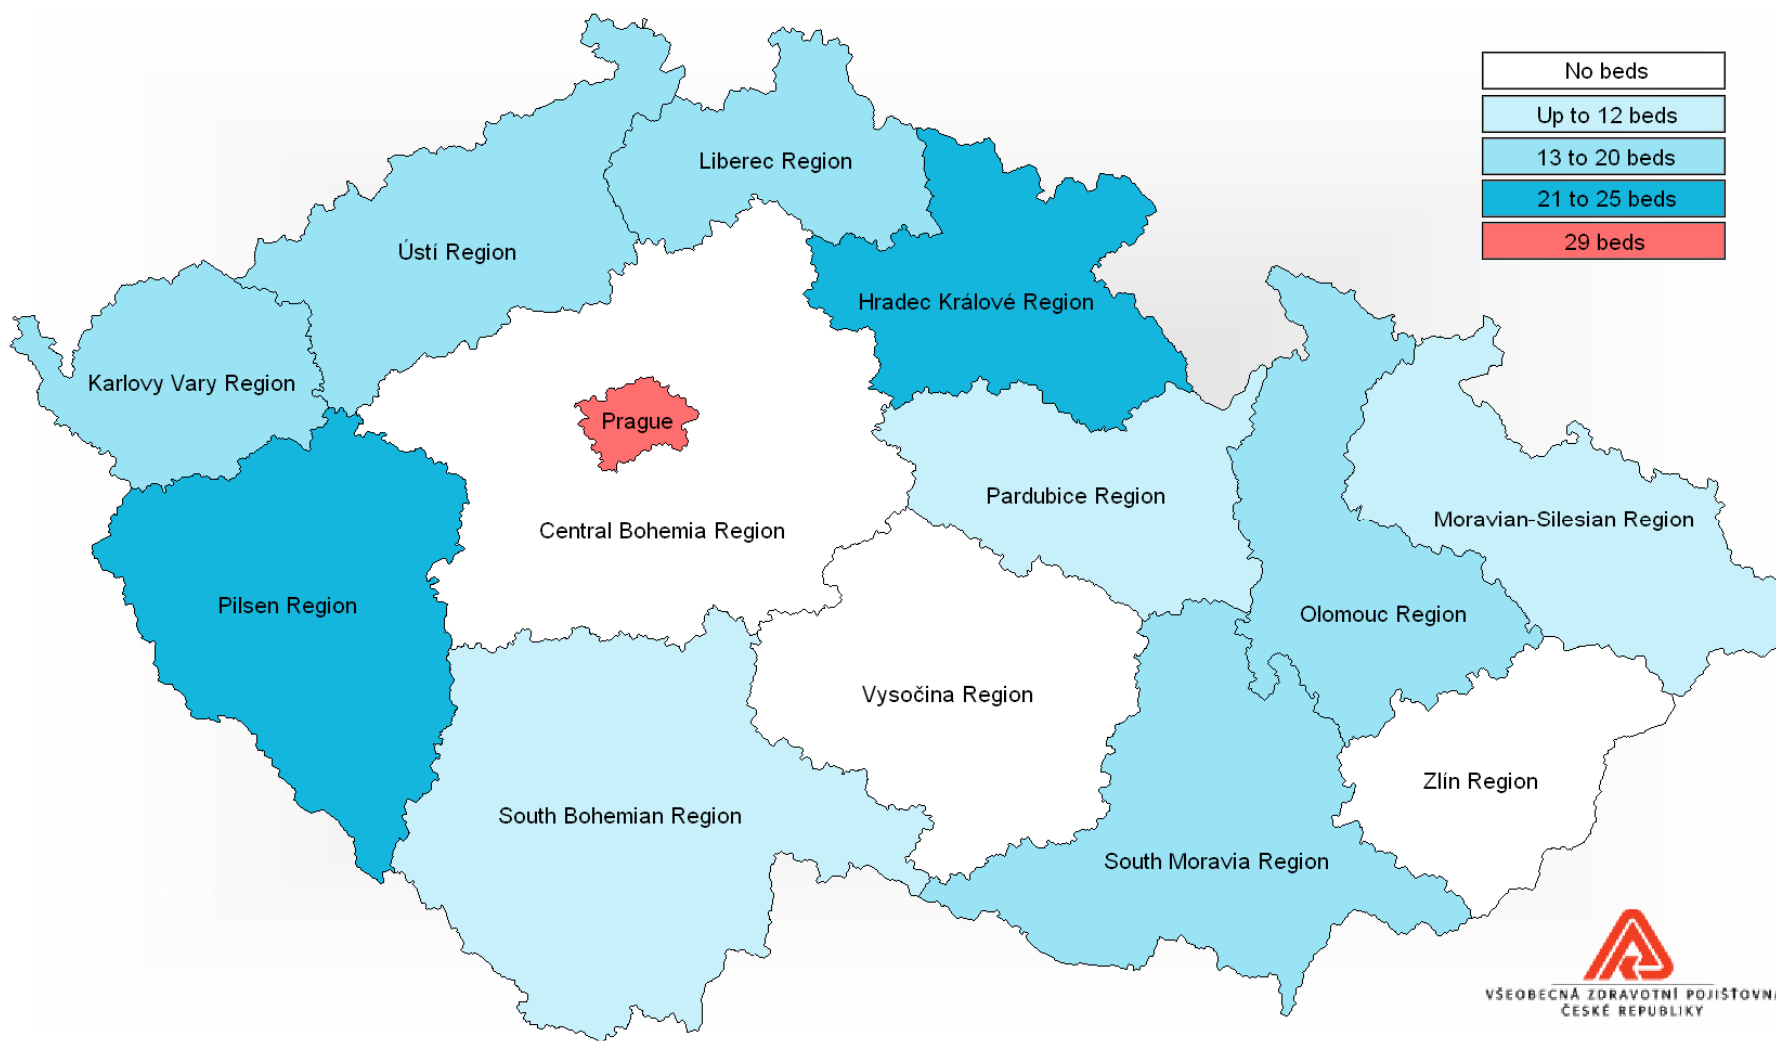 No beds
Up to 12 beds
13 to 20 beds
21 to 25 beds
29 beds
Liberec Region
Ústí Region
Hradec Králové Region
Karlovy Vary Region
Prague
Pardubice Region
Moravian-Silesian Region
Central Bohemia Region
Pilsen Region
Olomouc Region
Vysočina Region
Zlín Region
South Bohemian Region
South Moravia Region
VŠEOBECNÁ ZDRAVOTNÍ POJIŠŤOVNA
ČESKÉ REPUBLIKY